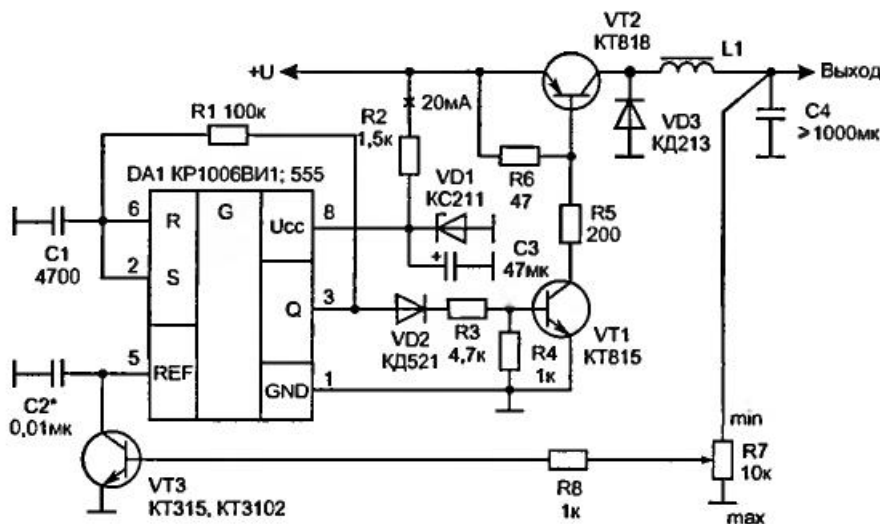 VT2
КТ818
L1
+U
Выход
R1 100к
R2
1,5к
20мА
VD3
КД213
C4
≥1000мк
DA1 КР1006ВИ1; 555
VD1
КС211
R6
47
R5
200
6
R
G
Ucc
8
C1
4700
2
S
C3
47мк
+
Q
3
VD2
КД521
R3
4,7к
R4
1к
VT1
КТ815
5
REF
GND
1
C2*
0,01мк
min
R7
10к
max
VT3
КТ315, КТ3102
R8
1к